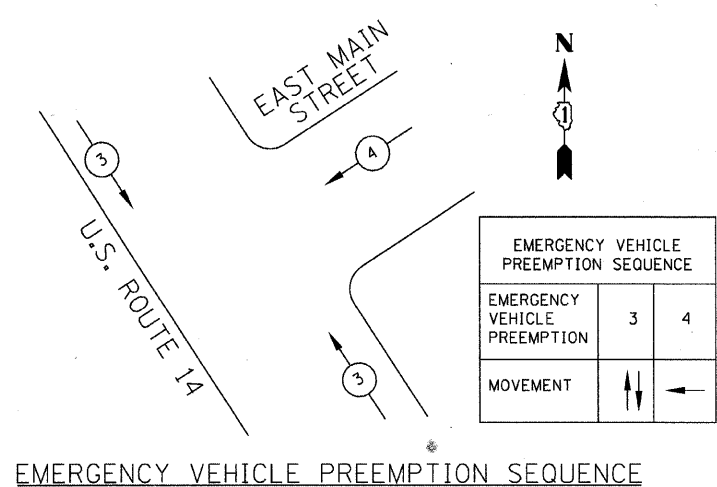 EAST MAIN
STREET
N
1
3
4
U.S. ROUTE 14
3
EMERGENCY VEHICLE
PREEMPTION SEQUENCE
EMERGENCY
VEHICLE
PREEMPTION
3
4
MOVEMENT
EMERGENCY VEHICLE PREEMPTION SEQUENCE